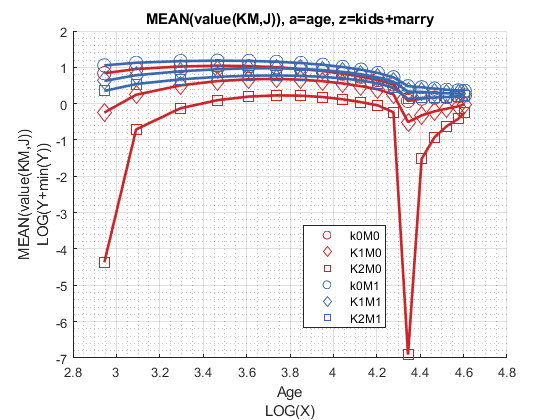 MEAN(value(KM,J)), a=age, z=kids+marry
2
1
0
-1
-2
-3
-4
-5
-6
-7
MEAN(value(KM,J))
LOG(Y+min(Y))
k0M0
K1M0
K2M0
k0M1
K1M1
K2M1
2.8 3 3.2 3.4 3.6 3.8 4 4.2 4.4 4.6 4.8
Age
LOG(X)